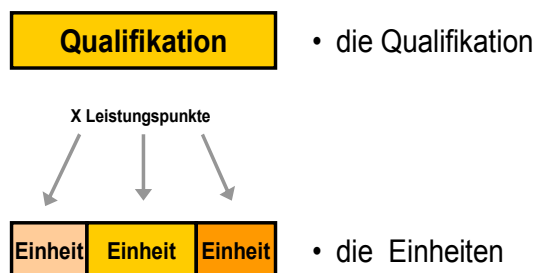 Qualifikation
• die Qualifikation
X Leistungspunkte
Einheit Einheit Einheit
• die Einheiten